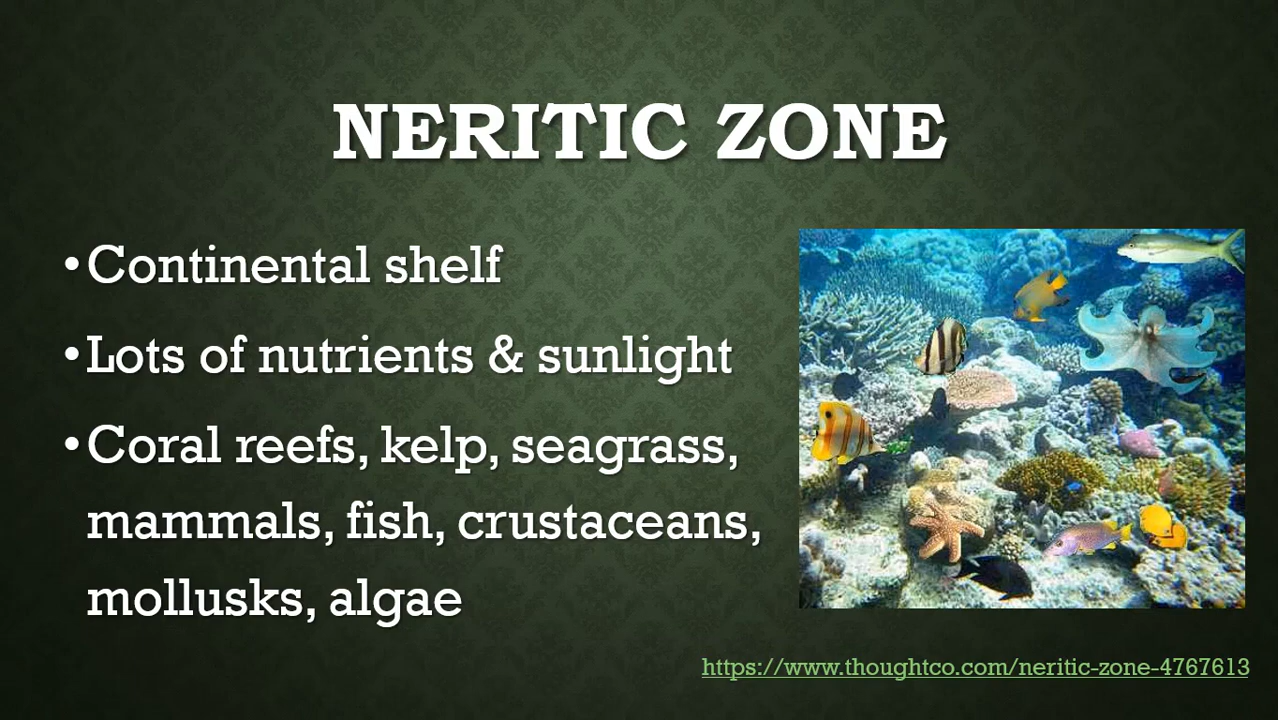 NERITIC ZONE
•Continental shelf
•Lots of nutrients & sunlight
•Coral reefs, kelp, seagrass,
mammals, fish, crustaceans,
mollusks, algae
https://www.thoughtco.com/neritic-zone-4767613